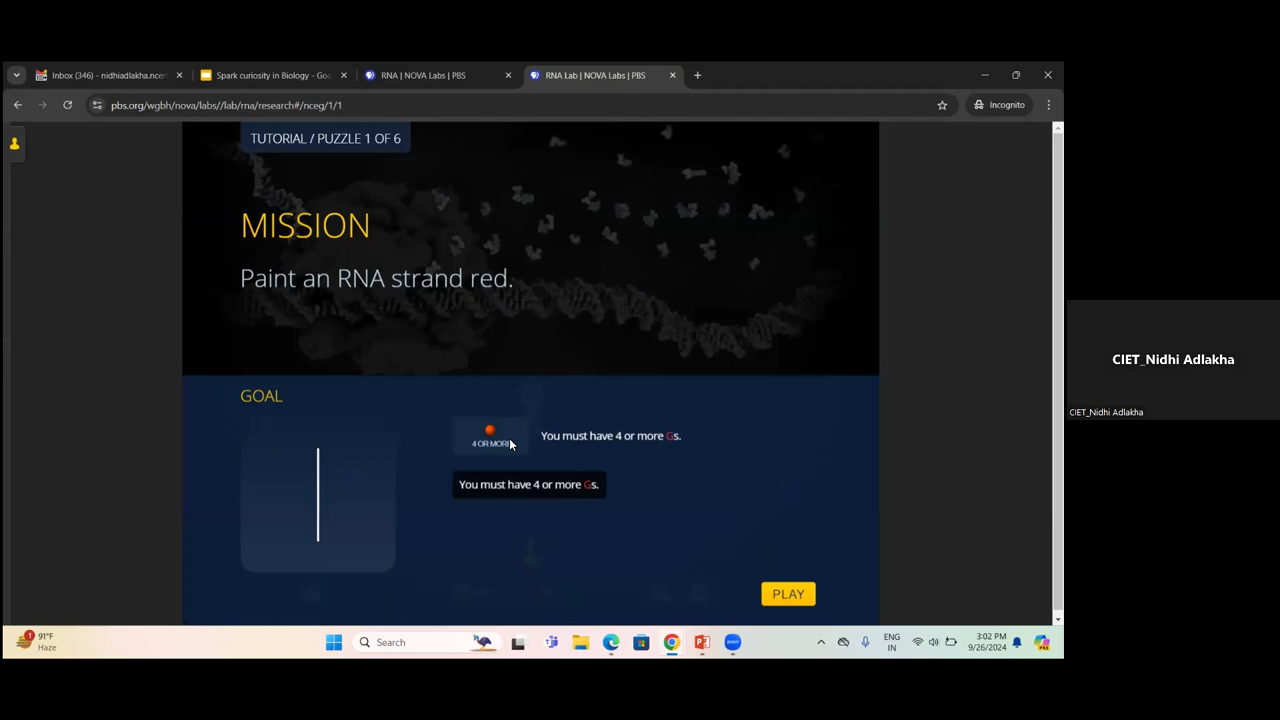 Inbox (346) - nidhiadlakha.ncer
Spark curiosity in Biology - Goo
RNA | NOVA Labs | PBS
RNA Lab | NOVA Labs | PBS
pbs.org/wgbh/nova/labs//lab/rna/research#/nceg/1/1
Incognito
TUTORIAL / PUZZLE 1 OF 6
MISSION
Paint an RNA strand red.
GOAL
4 OR MORE
You must have 4 or more Gs.
You must have 4 or more Gs.
PLAY
CIET_Nidhi Adlakha
CIET_Nidhi Adlakha
1
91°F
Haze
Search
ENG
IN
3:02 PM
9/26/2024